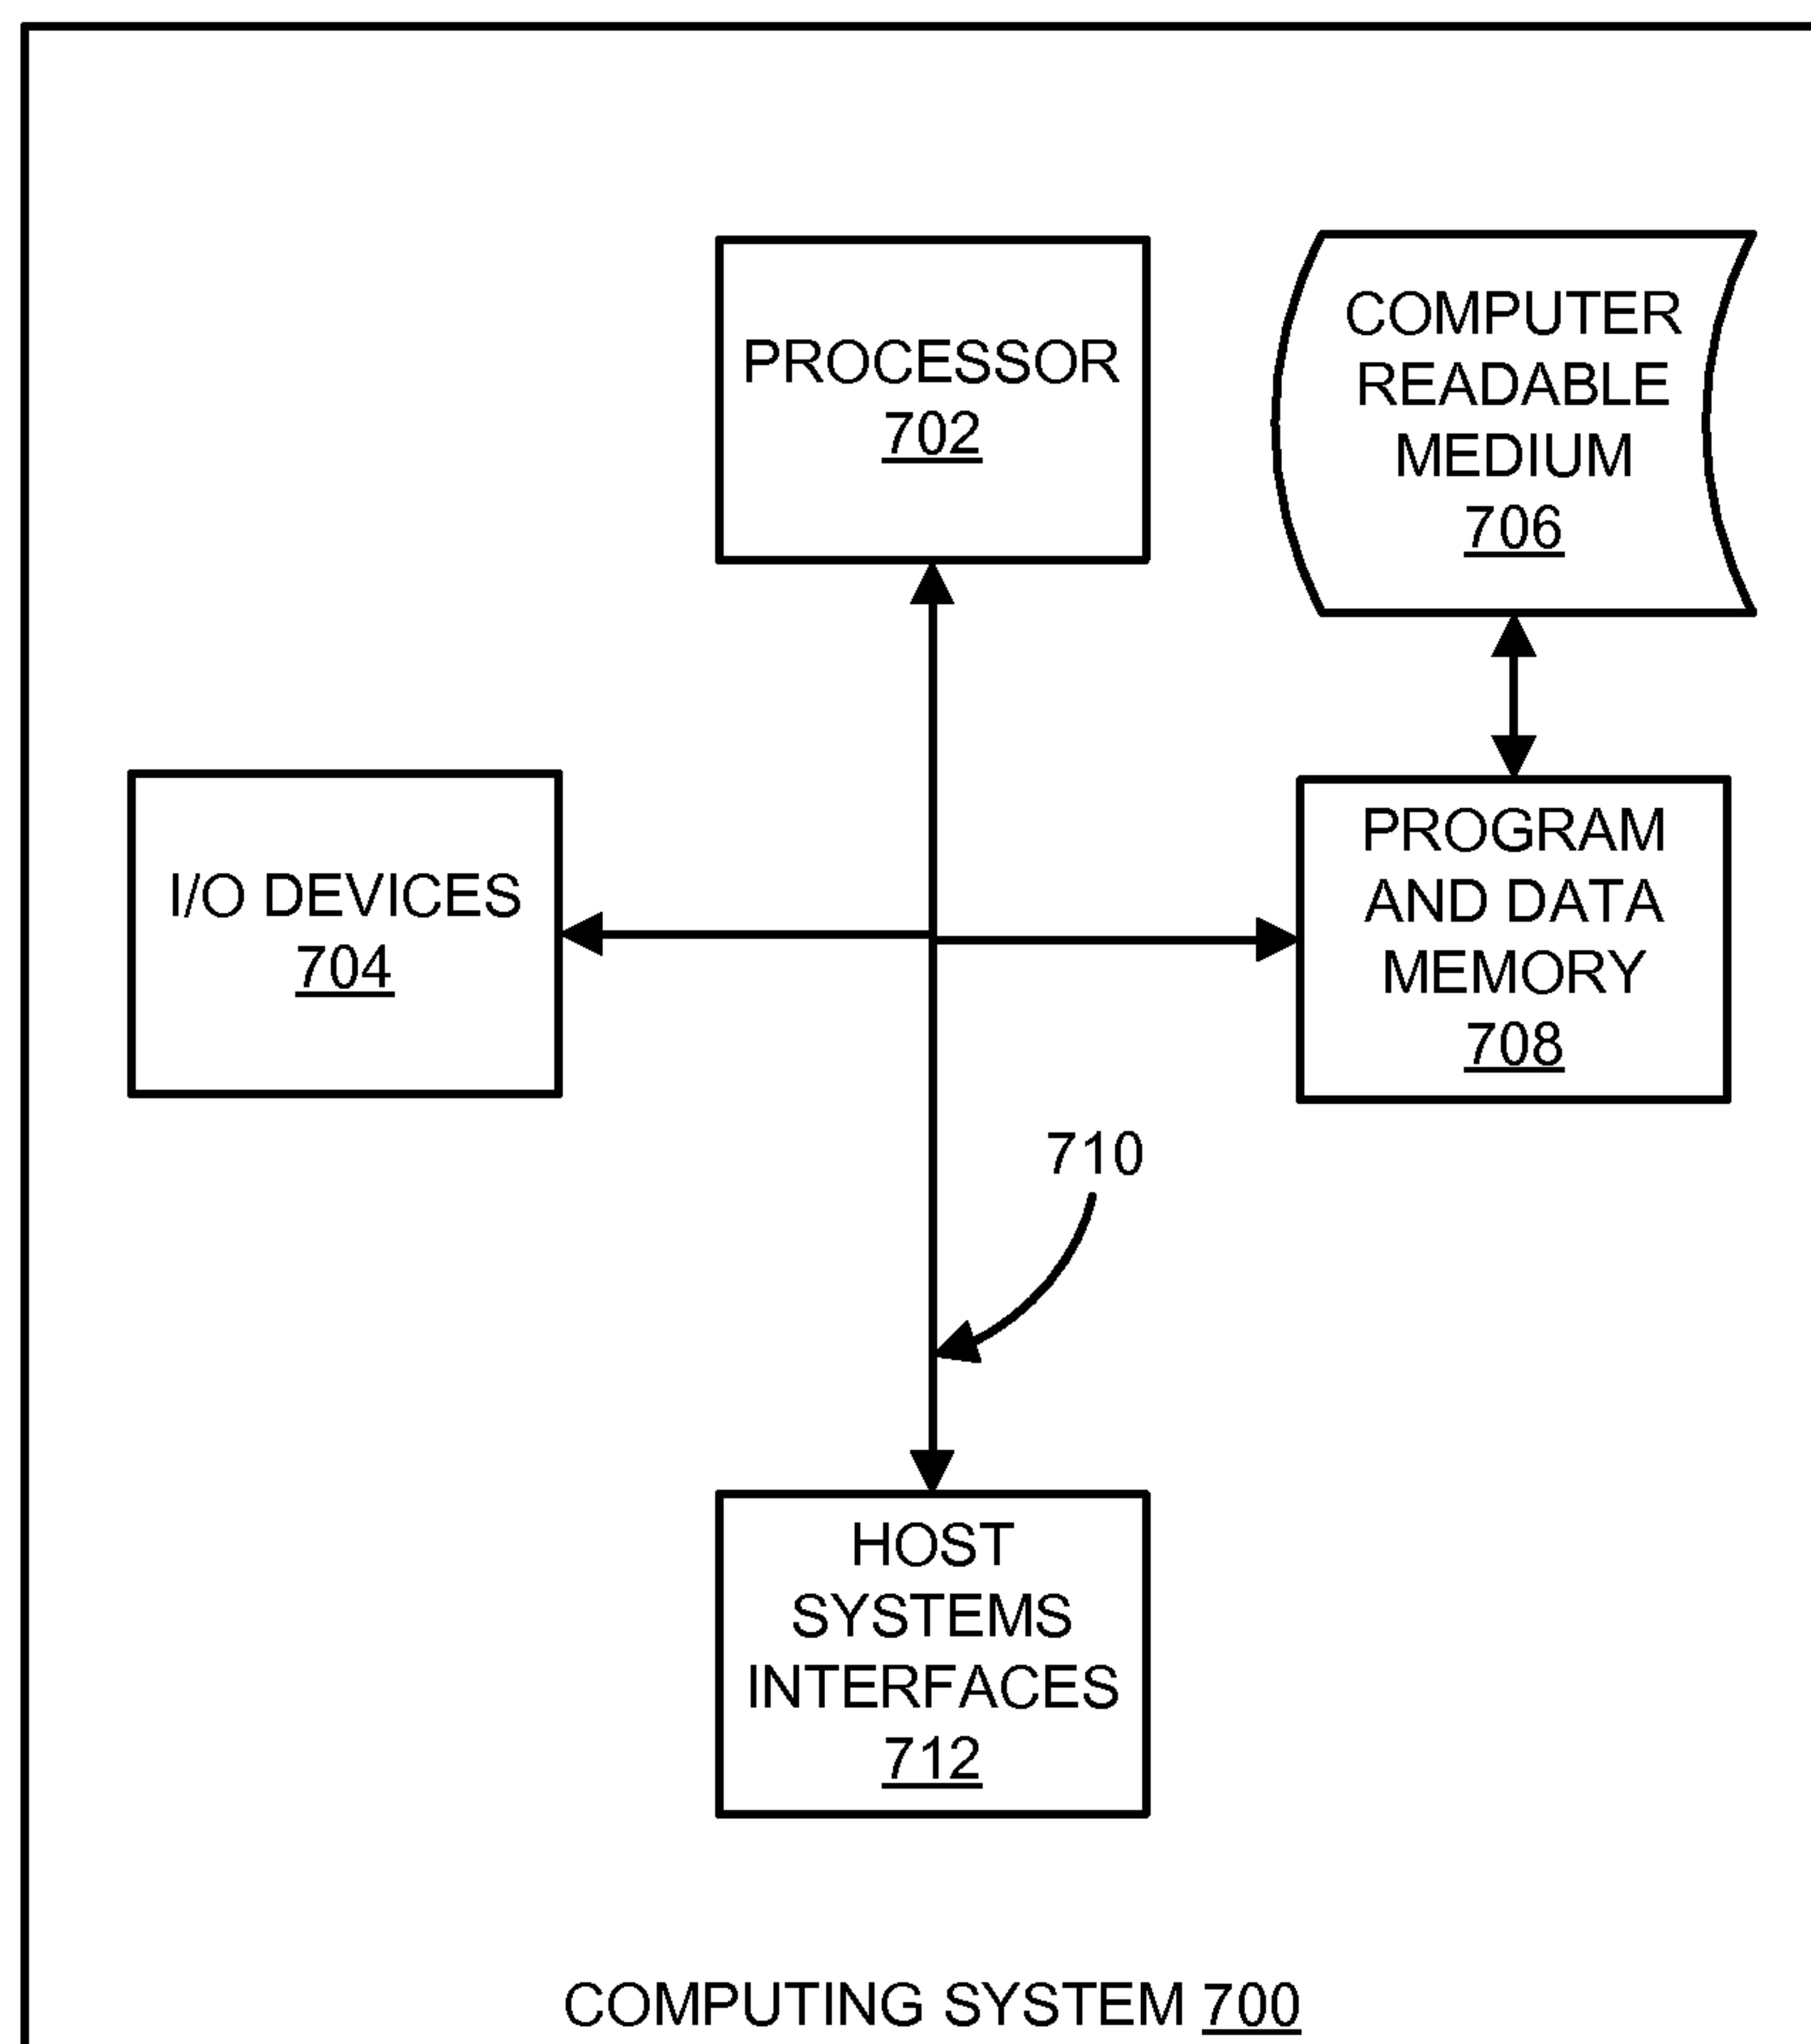 PROCESSOR
702
COMPUTER
READABLE
MEDIUM
706
I/O DEVICES
704
PROGRAM
AND DATA
MEMORY
708
710
HOST
SYSTEMS
INTERFACES
712
COMPUTING SYSTEM 700